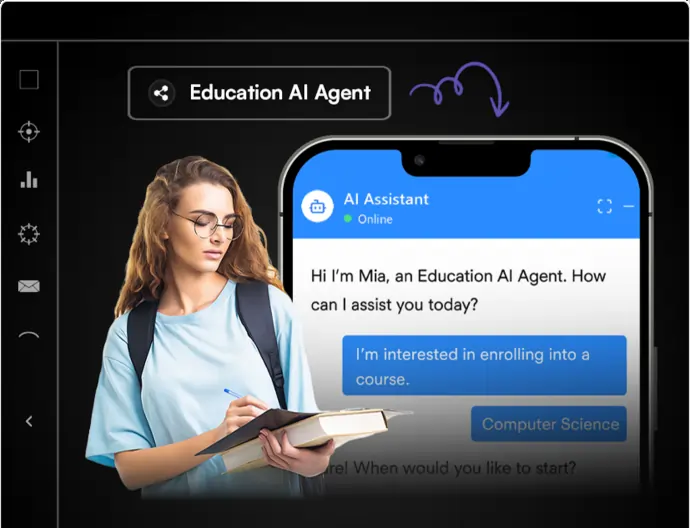 Education AI Agent
AI Assistant
Online
Hi I'm Mia, an Education AI Agent. How
can I assist you today?
I'm interested in enrolling into a
course.
Computer Science
ure! When would you like to start?